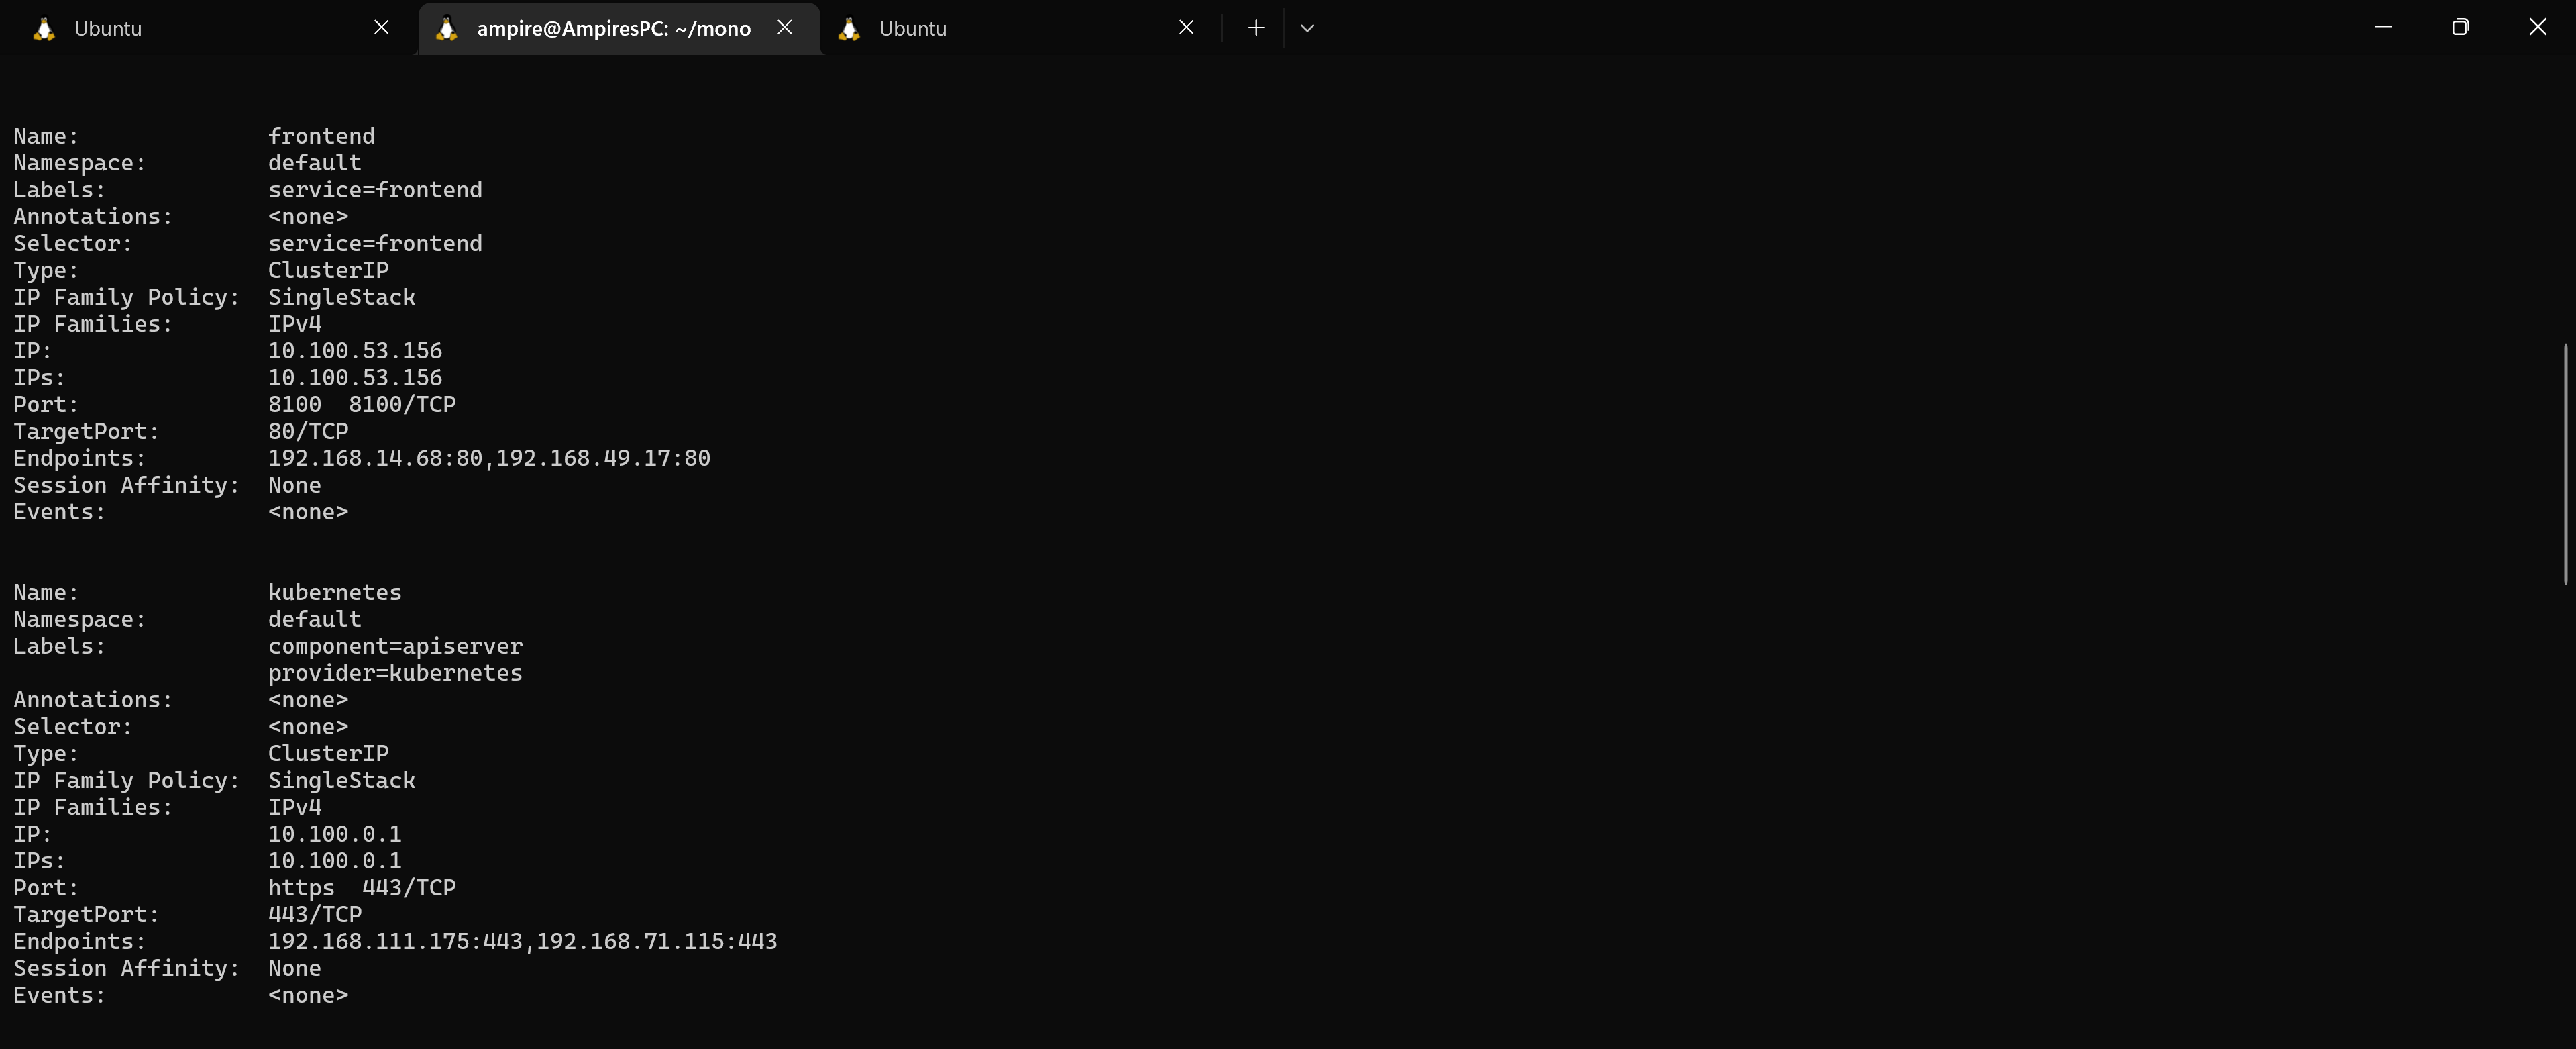 Ubuntu
ampire@AmpiresPC: ~/mono
Ubuntu
Name: frontend
Namespace: default
Labels: service=frontend
Annotations: <none>
Selector: service=frontend
Type: ClusterIP
IP Family Policy: SingleStack
IP Families: IPv4
IP: 10.100.53.156
IPs: 10.100.53.156
Port: 8100  8100/TCP
TargetPort: 80/TCP
Endpoints: 192.168.14.68:80,192.168.49.17:80
Session Affinity: None
Events: <none>
Name: kubernetes
Namespace: default
Labels: component=apiserver
provider=kubernetes
Annotations: <none>
Selector: <none>
Type: ClusterIP
IP Family Policy: SingleStack
IP Families: IPv4
IP: 10.100.0.1
IPs: 10.100.0.1
Port: https  443/TCP
TargetPort: 443/TCP
Endpoints: 192.168.111.175:443,192.168.71.115:443
Session Affinity: None
Events: <none>